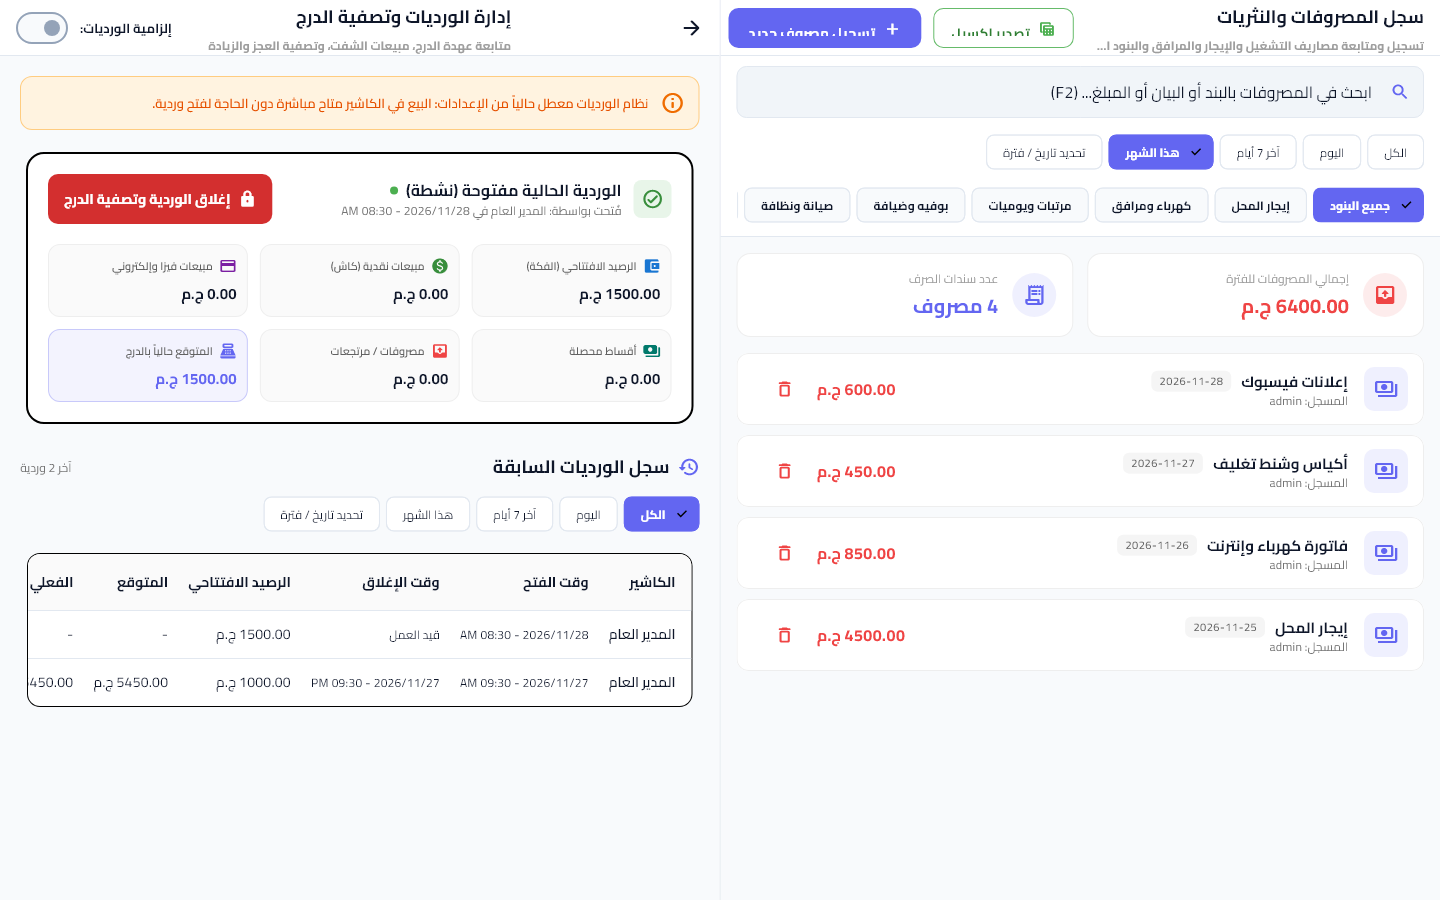 سجل المصروفات والنثريات
تسجيل ومتابعة مصاريف التشغيل والإيجار والمرافق والبنود ا...
تصدير إكسيل
تسجيل مصروف جديد
ابحث في المصروفات بالبند أو البيان أو المبلغ... (F2)
الكل
اليوم
آخر 7 أيام
هذا الشهر
تحديد تاريخ / فترة
جميع البنود
إيجار المحل
كهرباء ومرافق
مرتبات ويوميات
بوفيه وضيافة
صيانة ونظافة
إجمالي المصروفات للفترة
6400.00 ج.م
عدد سندات الصرف
4 مصروف
إعلانات فيسبوك 2026-11-28
المسجل: admin
600.00 ج.م
أكياس وشنط تغليف 2026-11-27
المسجل: admin
450.00 ج.م
فاتورة كهرباء وإنترنت 2026-11-26
المسجل: admin
850.00 ج.م
إيجار المحل 2026-11-25
المسجل: admin
4500.00 ج.م
إدارة الورديات وتصفية الدرج
متابعة عهدة الدرج، مبيعات الشفت، وتصفية العجز والزيادة
إلزامية الورديات:
نظام الورديات معطل حالياً من الإعدادات: البيع في الكاشير متاح مباشرة دون الحاجة لفتح وردية.
الوردية الحالية مفتوحة (نشطة)
فُتحت بواسطة: المدير العام في 2026/11/28 - 08:30 AM
إغلاق الوردية وتصفية الدرج
الرصيد الافتتاحي (الفكة)
1500.00 ج.م
مبيعات نقدية (كاش)
0.00 ج.م
مبيعات فيزا وإلكتروني
0.00 ج.م
أقساط محصلة
0.00 ج.م
مصروفات / مرتجعات
0.00 ج.م
المتوقع حالياً بالدرج
1500.00 ج.م
سجل الورديات السابقة
آخر 2 وردية
الكل
اليوم
آخر 7 أيام
هذا الشهر
تحديد تاريخ / فترة
الكاشير وقت الفتح وقت الإغلاق الرصيد الافتتاحي المتوقع الفعلي
المدير العام 2026/11/28 - 08:30 AM قيد العمل 1500.00 ج.م - -
المدير العام 2026/11/27 - 09:30 AM 2026/11/27 - 09:30 PM 1000.00 ج.م 5450.00 ج.م